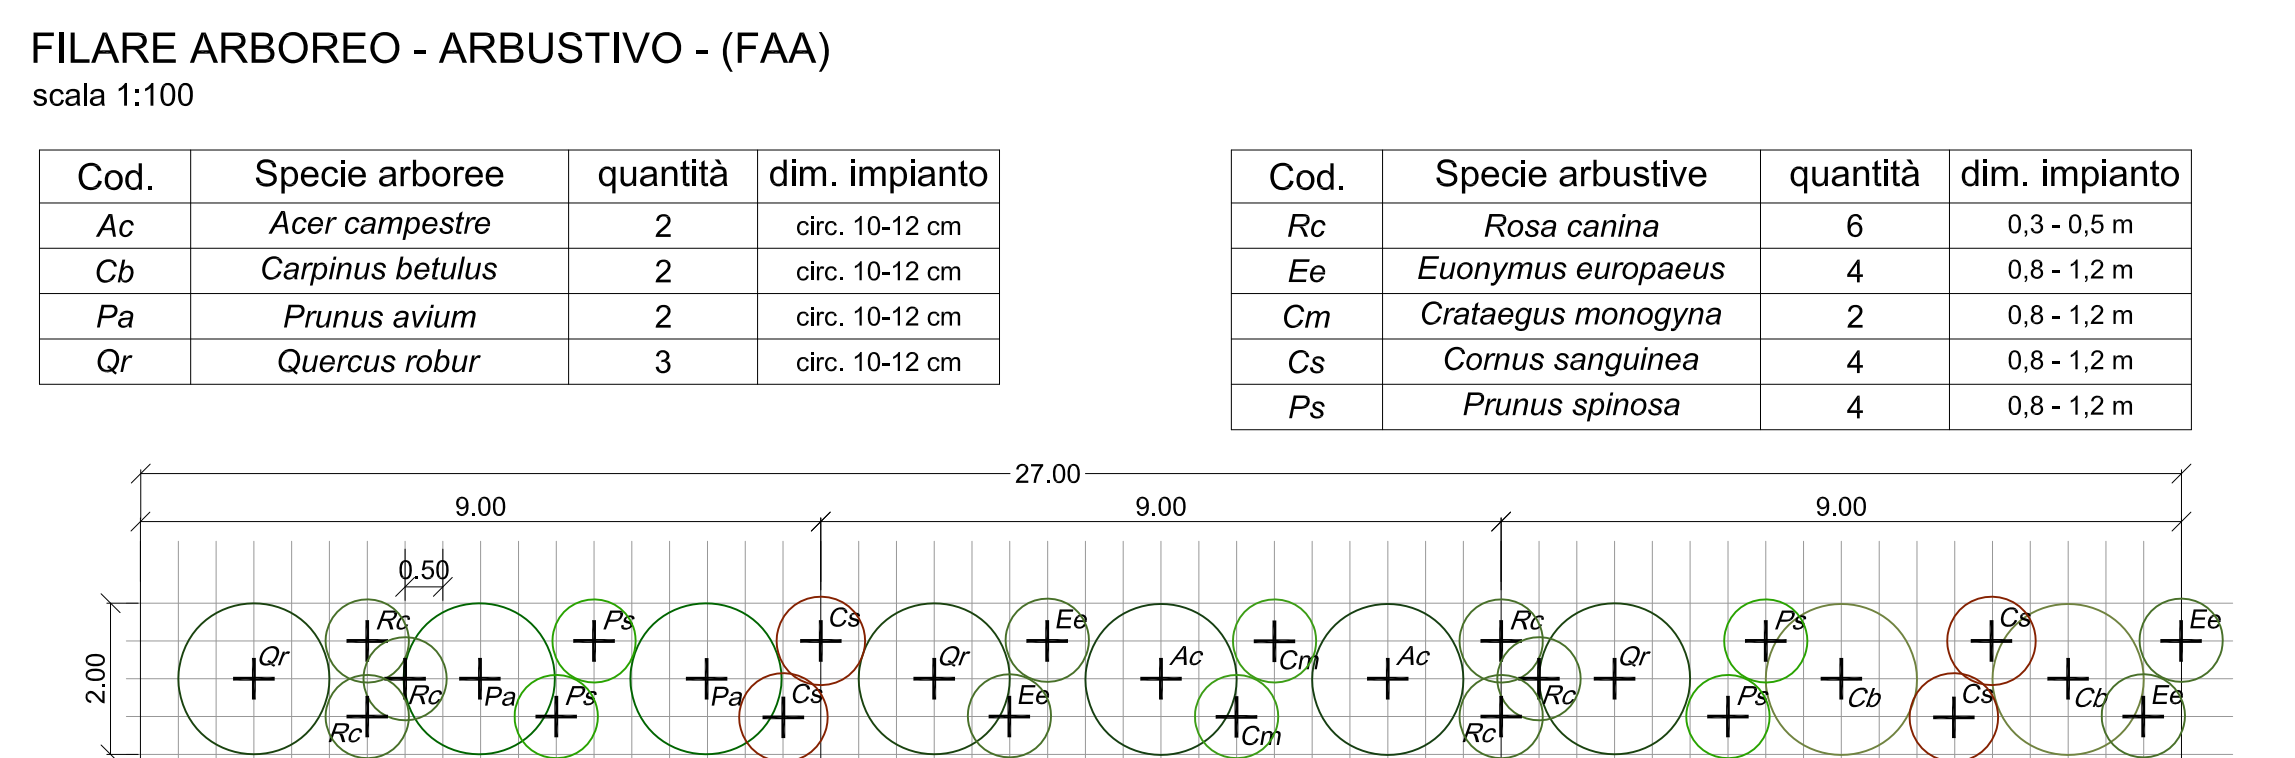 FILARE ARBOREO - ARBUSTIVO - (FAA)
scala 1:100
Cod. Specie arboree quantità dim. impianto
Ac Acer campestre 2 circ. 10-12 cm
Cb Carpinus betulus 2 circ. 10-12 cm
Pa Prunus avium 2 circ. 10-12 cm
Qr Quercus robur 3 circ. 10-12 cm
Cod. Specie arbustive quantità dim. impianto
Rc Rosa canina 6 0,3 - 0,5 m
Ee Euonymus europaeus 4 0,8 - 1,2 m
Cm Crataegus monogyna 2 0,8 - 1,2 m
Cs Cornus sanguinea 4 0,8 - 1,2 m
Ps Prunus spinosa 4 0,8 - 1,2 m
27.00
9.00 9.00 9.00
0.50
2.00
Rc Ps Cs Ee Rc Ps Cs Ee
Qr Qr Ac Cm Ac Qr
Rc Pa Ps Pa Cs Ee Rc Ps Cb Cs Cb Ee
Rc Cm Rc